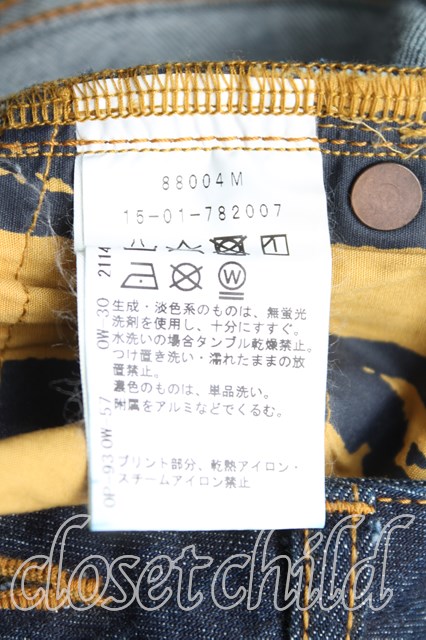 88004M
15-01-782007
W
生成・淡色系のものは、無蛍光
洗剤を使用し、十分にすすぐ。
水洗いの場合タンブル乾燥禁止。
つけ置き洗い・濡れたままの放
置禁止。
濃色のものは、単品洗い。
附属をアルミなどでくるむ。
プリント部分、乾熱アイロン・
スチームアイロン禁止
2114
0W 30
closet child